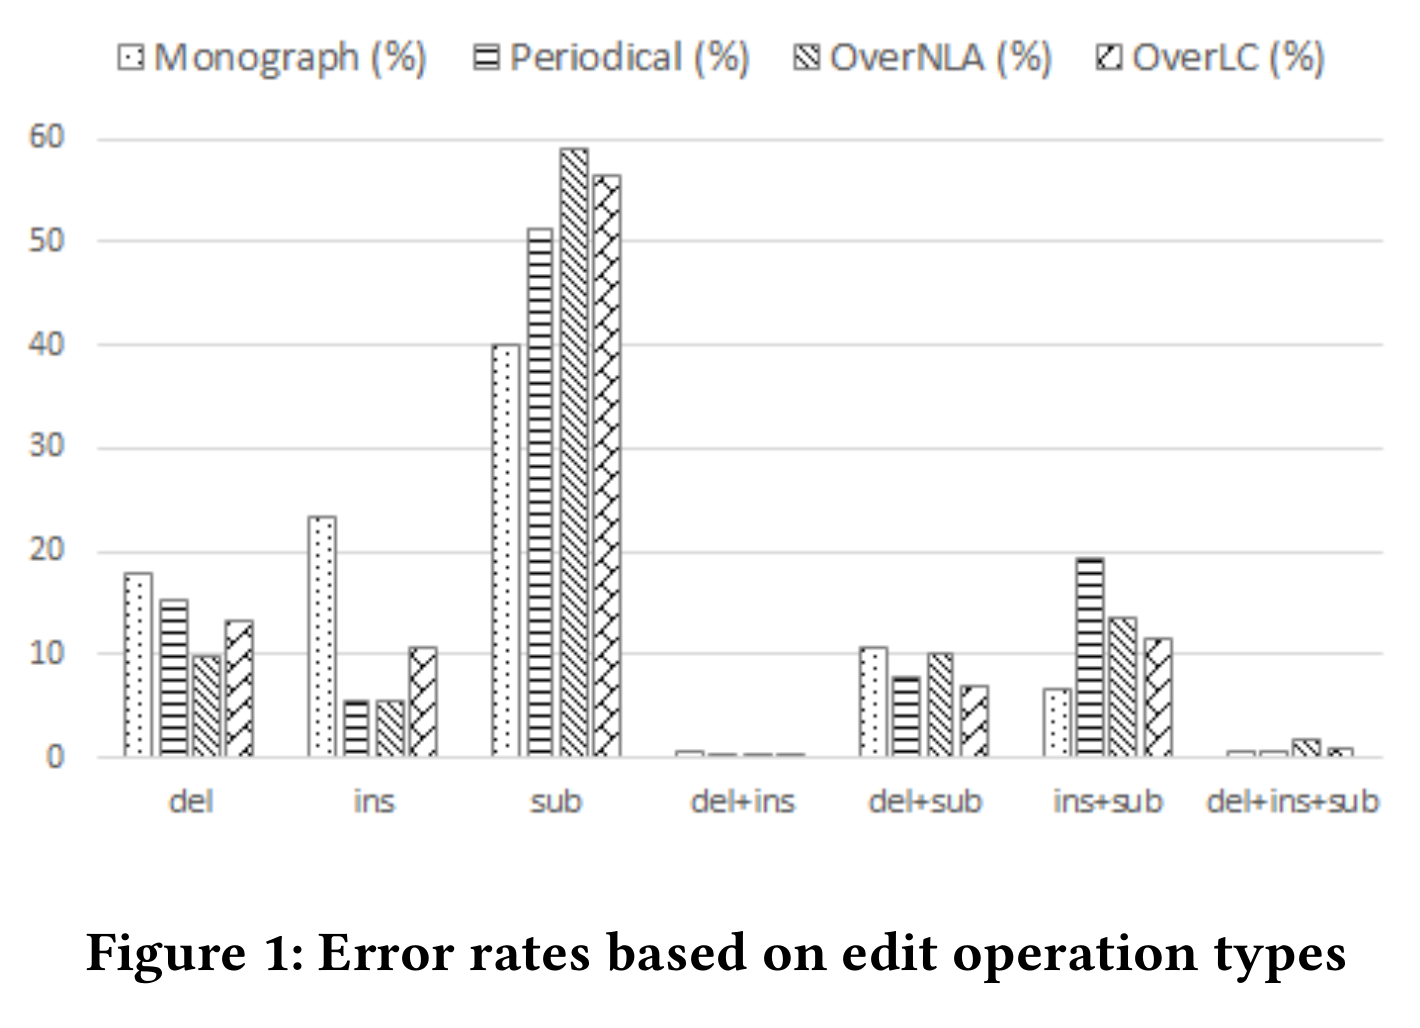 Monograph (%) Periodical (%) OverNLA (%) OverLC (%)
60
50
40
30
20
10
0
del ins sub del+ins del+sub ins+sub del+ins+sub
Figure 1: Error rates based on edit operation types